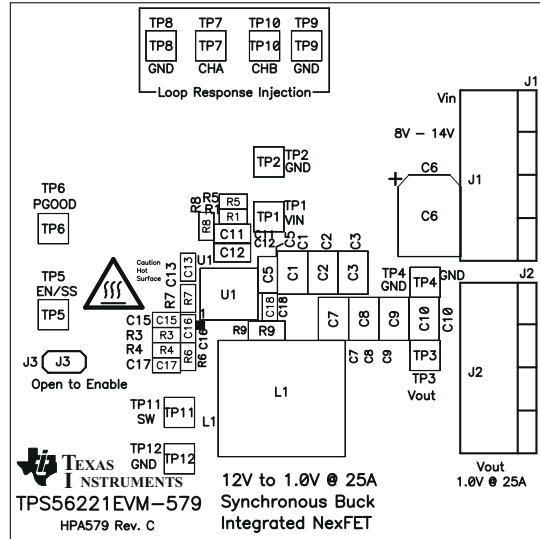 TP8 TP7 TP10 TP9
TP8 TP7 TP10 TP9
GND CHA CHB GND
Loop Response Injection
J1
Vin
8V - 14V
+
C6
C6
J1
TP2
TP2
GND
TP1
TP1
VIN
TP6
PGOOD
TP6
R5
R5
R1
R1
R8
R8
C11
C11
C12
C12
C5
C5
C1
C2
C3
C1
C2
C3
Caution
Hot
Surface
C13
C13
U1
U1
TP4
GND
TP4
GND
J2
TP5
EN/SS
TP5
R7
R7
C18
C18
1
C15
C15
C16
C16
R3
R3
R4
R4
C17
C17
R6
R6
R9
R9
C7
C8
C9
C10
C10
C7
C8
C9
TP3
TP3
Vout
J2
J3
J3
Open to Enable
L1
L1
TP11
SW
TP11
TP12
GND
TP12
TEXAS
INSTRUMENTS
TPS56221EVM-579
HPA579 Rev. C
12V to 1.0V @ 25A
Synchronous Buck
Integrated NexFET
Vout
1.0V @ 25A